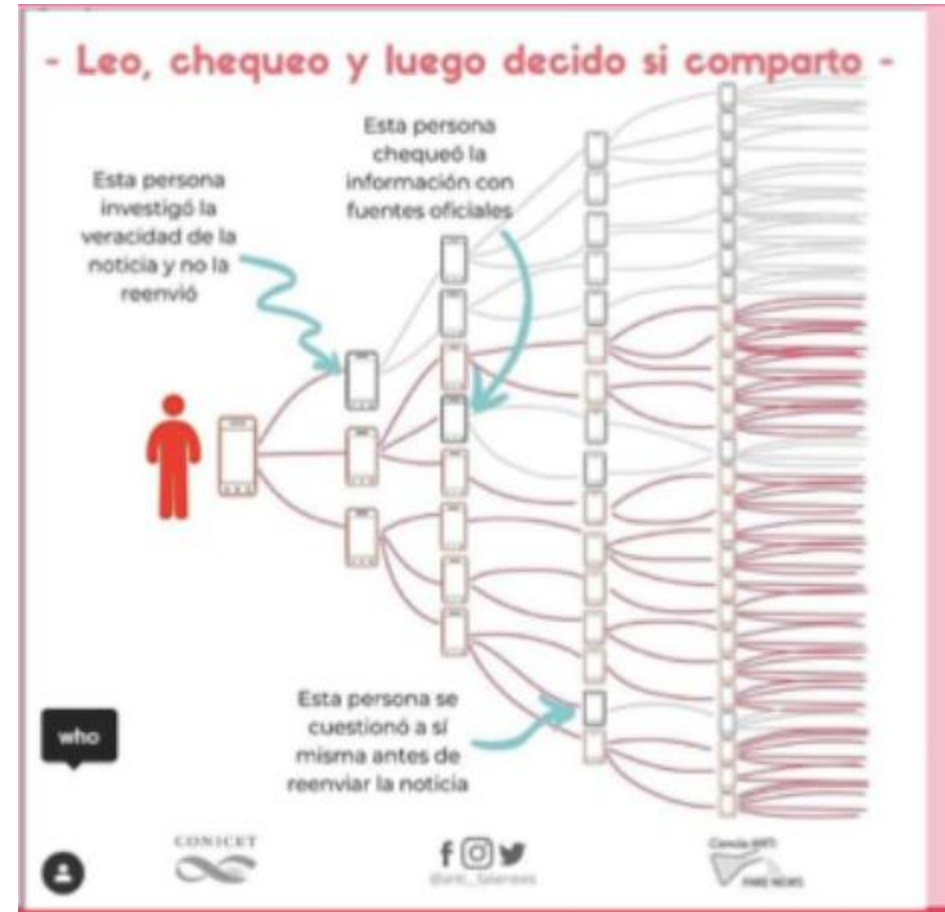 - Leo, chequeo y luego decido si comparto -
Esta persona
chequeó la
información con
fuentes oficiales
Esta persona
investigó la
veracidad de la
noticia y no la
reenvió
Esta persona se
cuestionó a sí
misma antes de
reenviar la noticia
who
CONICET
Ciencia ANTI
FAKE NEWS